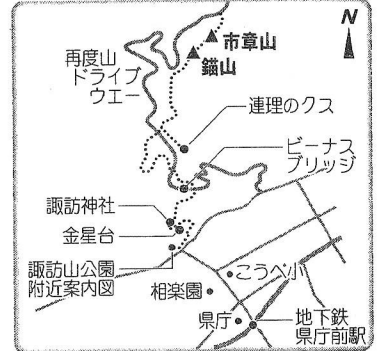 N
市章山
錨山
再度山
ドライブ
ウエー
連理のクス
ビーナス
ブリッジ
諏訪神社
金星台
諏訪山公園
附近案内図
こうべ小
相楽園
県庁
地下鉄
県庁前駅